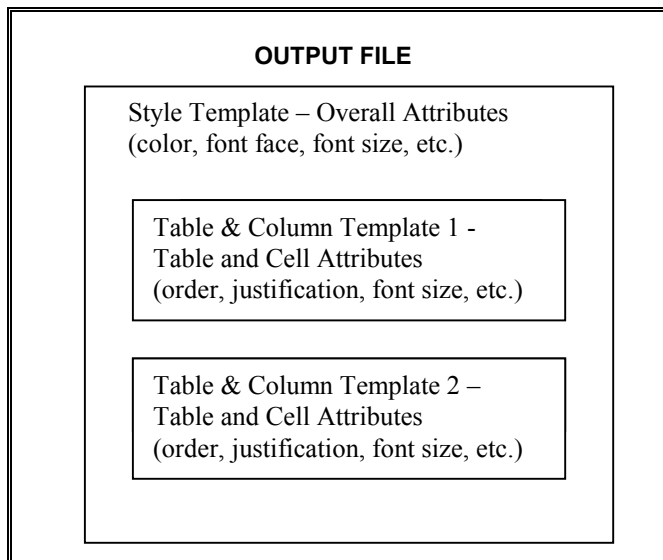 OUTPUT FILE
Style Template – Overall Attributes
(color, font face, font size, etc.)
Table & Column Template 1 -
Table and Cell Attributes
(order, justification, font size, etc.)
Table & Column Template 2 –
Table and Cell Attributes
(order, justification, font size, etc.)